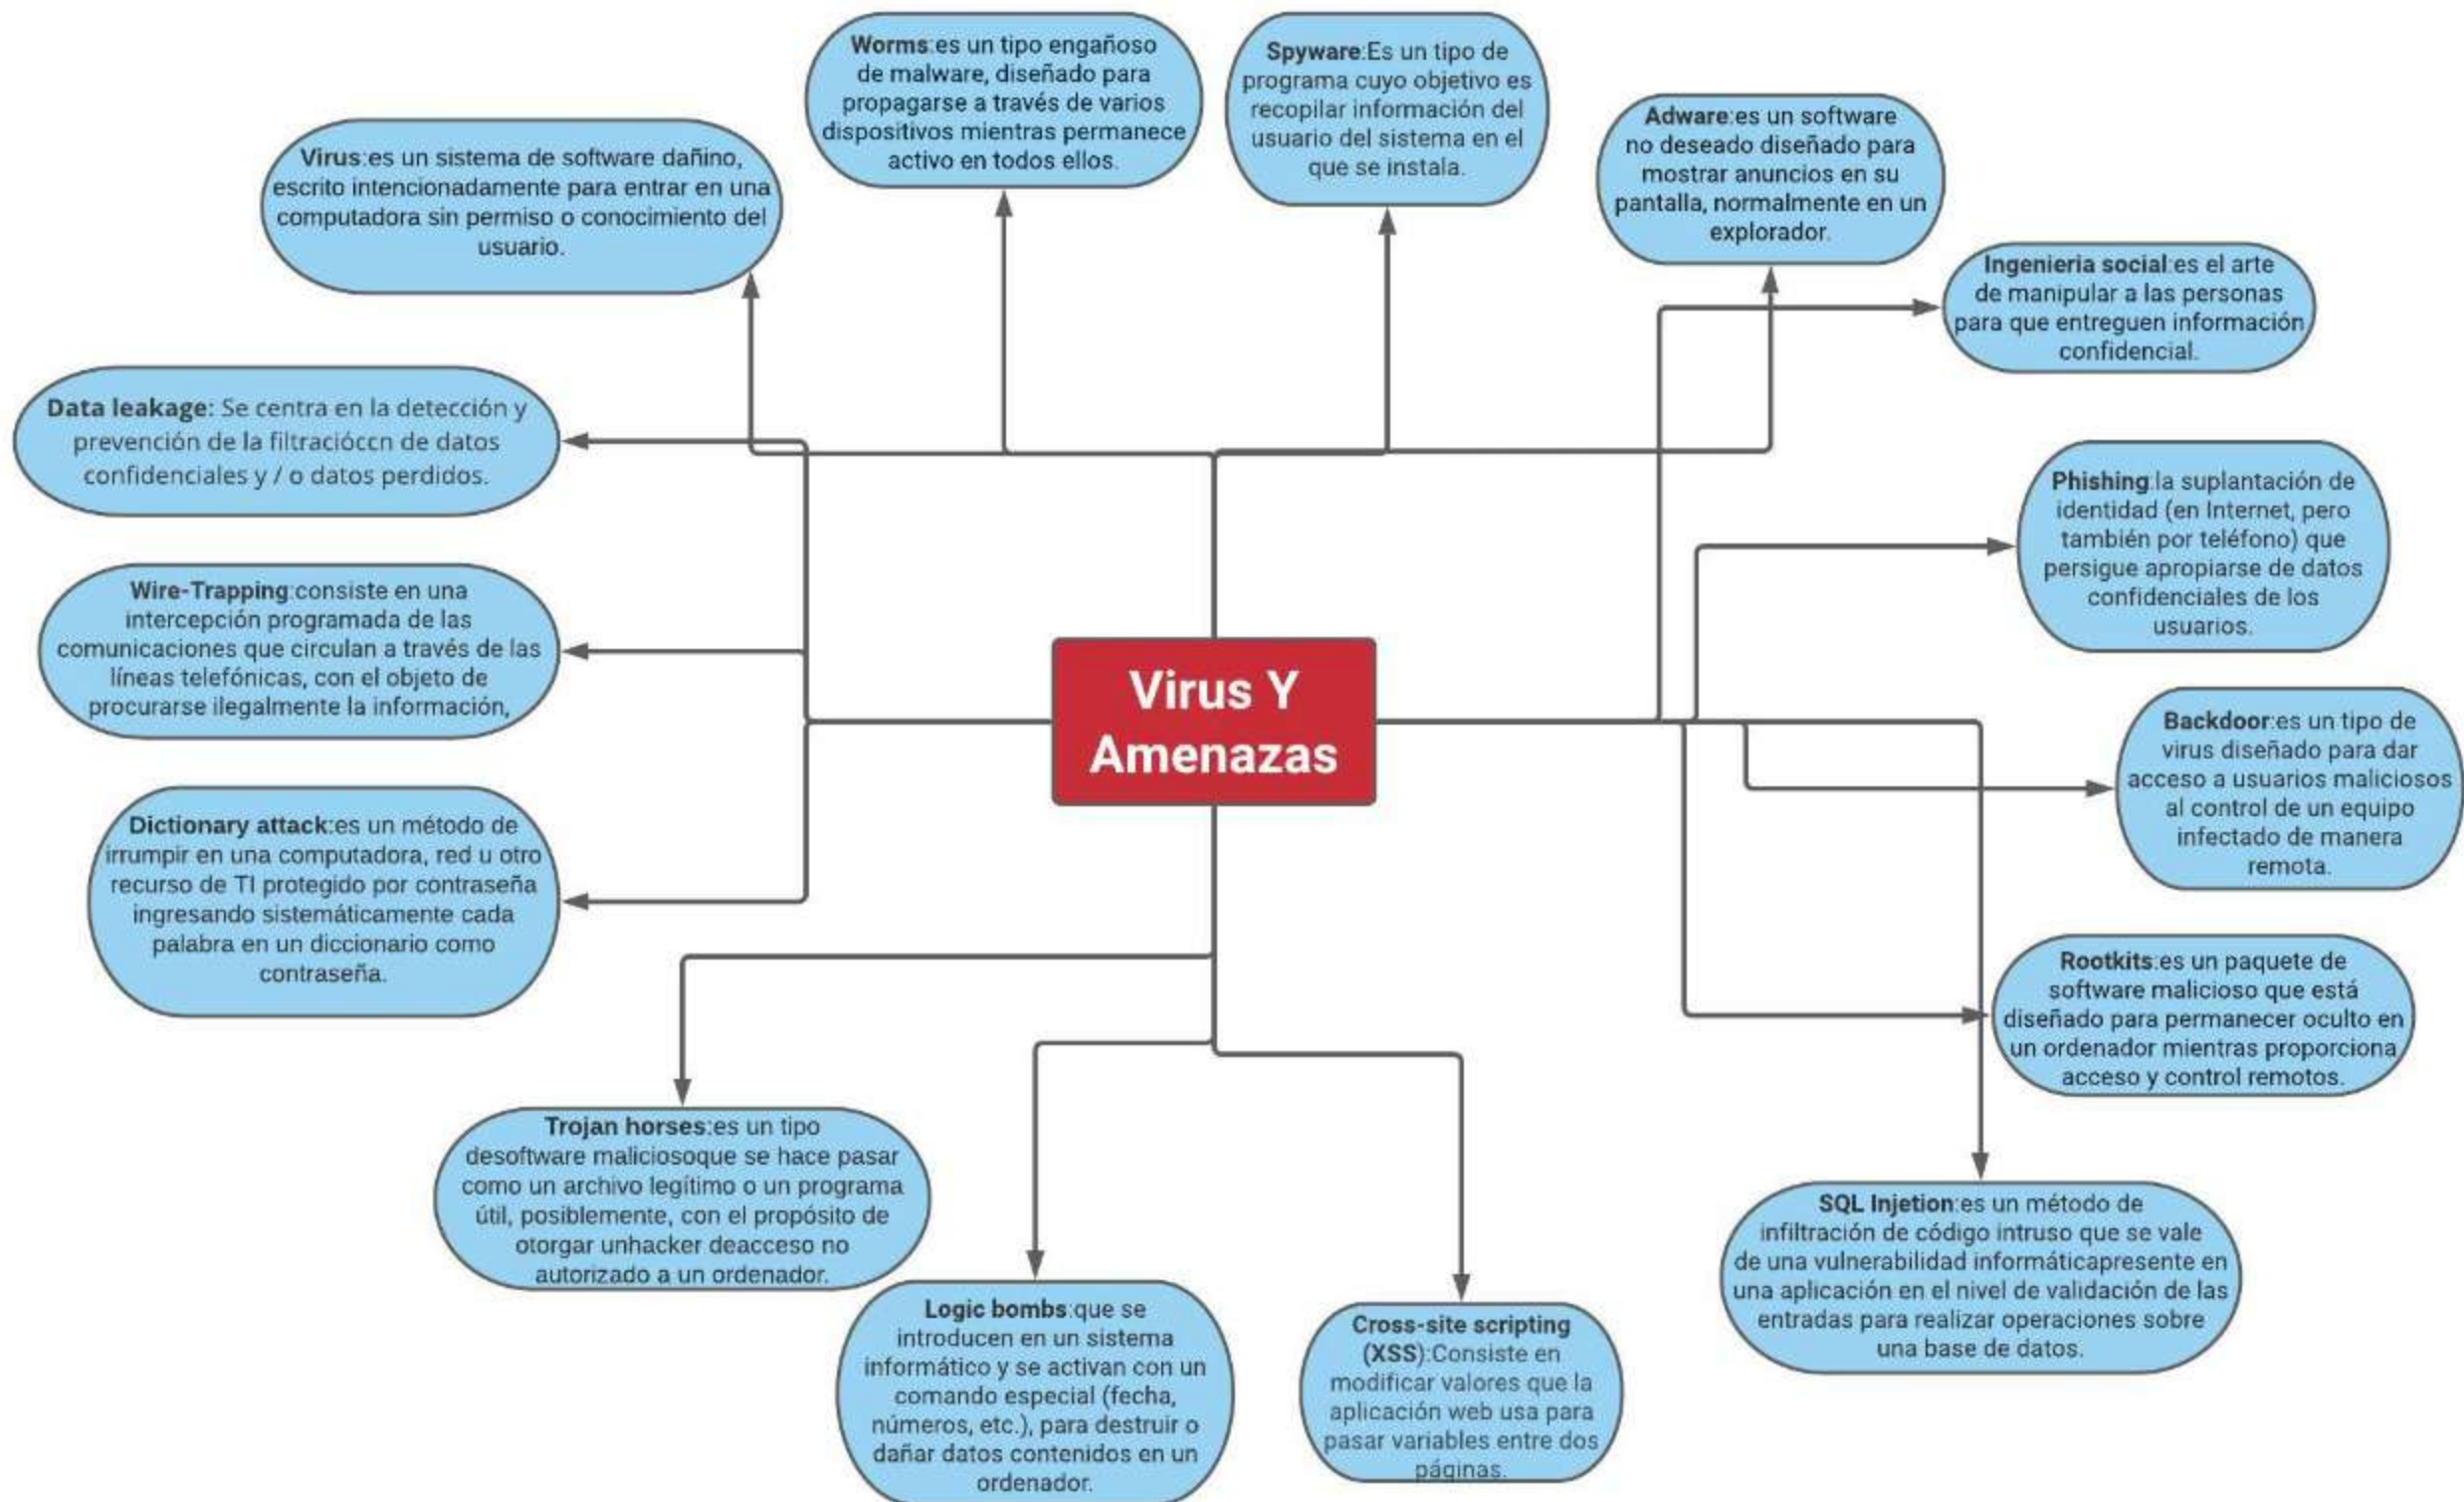 Worms:es un tipo engañoso
de malware, diseñado para
propagarse a través de varios
dispositivos mientras permanece
activo en todos ellos.
Spyware:Es un tipo de
programa cuyo objetivo es
recopilar información del
usuario del sistema en el
que se instala.
Adware:es un software
no deseado diseñado para
mostrar anuncios en su
pantalla, normalmente en un
explorador.
Virus:es un sistema de software dañino,
escrito intencionadamente para entrar en una
computadora sin permiso o conocimiento del
usuario.
Ingenieria social:es el arte
de manipular a las personas
para que entreguen información
confidencial.
Data leakage: Se centra en la detección y
prevención de la filtracióccn de datos
confidenciales y / o datos perdidos.
Phishing:la suplantación de
identidad (en Internet, pero
también por teléfono) que
persigue apropiarse de datos
confidenciales de los
usuarios.
Wire-Trapping:consiste en una
intercepción programada de las
comunicaciones que circulan a través de las
líneas telefónicas, con el objeto de
procurarse ilegalmente la información,
Virus Y
Amenazas
Backdoor:es un tipo de
virus diseñado para dar
acceso a usuarios maliciosos
al control de un equipo
infectado de manera
remota.
Dictionary attack:es un método de
irrumpir en una computadora, red u otro
recurso de TI protegido por contraseña
ingresando sistemáticamente cada
palabra en un diccionario como
contraseña.
Rootkits:es un paquete de
software malicioso que está
diseñado para permanecer oculto en
un ordenador mientras proporciona
acceso y control remotos.
Trojan horses:es un tipo
desoftware maliciosoque se hace pasar
como un archivo legítimo o un programa
útil, posiblemente, con el propósito de
otorgar unhacker deacceso no
autorizado a un ordenador.
SQL Injetion:es un método de
infiltración de código intruso que se vale
de una vulnerabilidad informáticapresente en
una aplicación en el nivel de validación de las
entradas para realizar operaciones sobre
una base de datos.
Logic bombs:que se
introducen en un sistema
informático y se activan con un
comando especial (fecha,
números, etc.), para destruir o
dañar datos contenidos en un
ordenador.
Cross-site scripting
(XSS):Consiste en
modificar valores que la
aplicación web usa para
pasar variables entre dos
páginas.